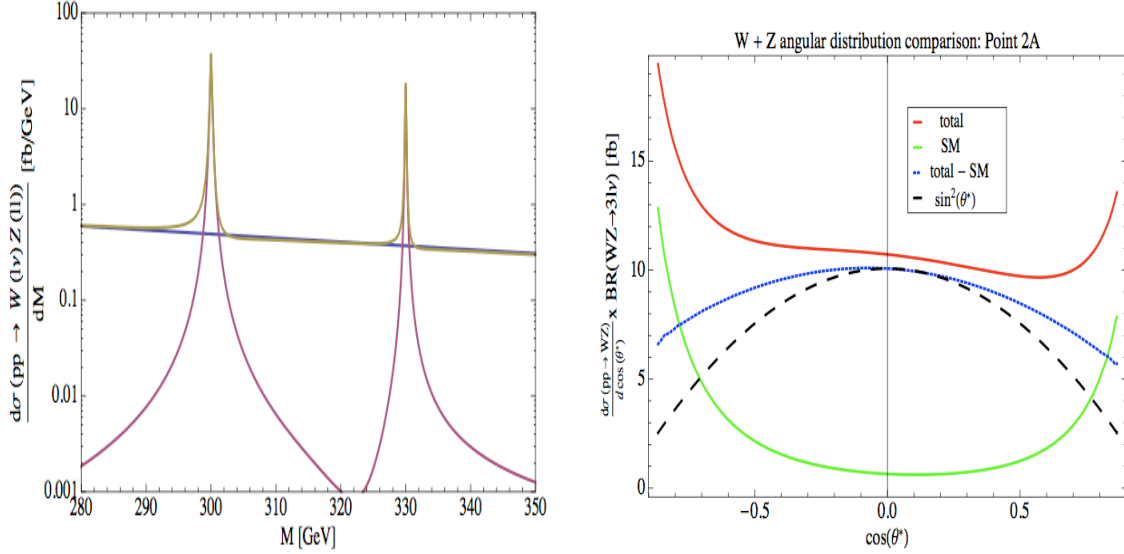 dσ (pp → W (lν) Z (ll))
dM
[fb/GeV]
100
10
1
0.1
0.01
0.001
280
290
300
310
320
330
340
350
M [GeV]
W + Z angular distribution comparison: Point 2A
dσ (pp→WZ)
d cos(θ*)
x BR(WZ→3lν) [fb]
15
10
5
0
total
SM
total − SM
sin²(θ*)
−0.5
0.0
0.5
cos(θ*)